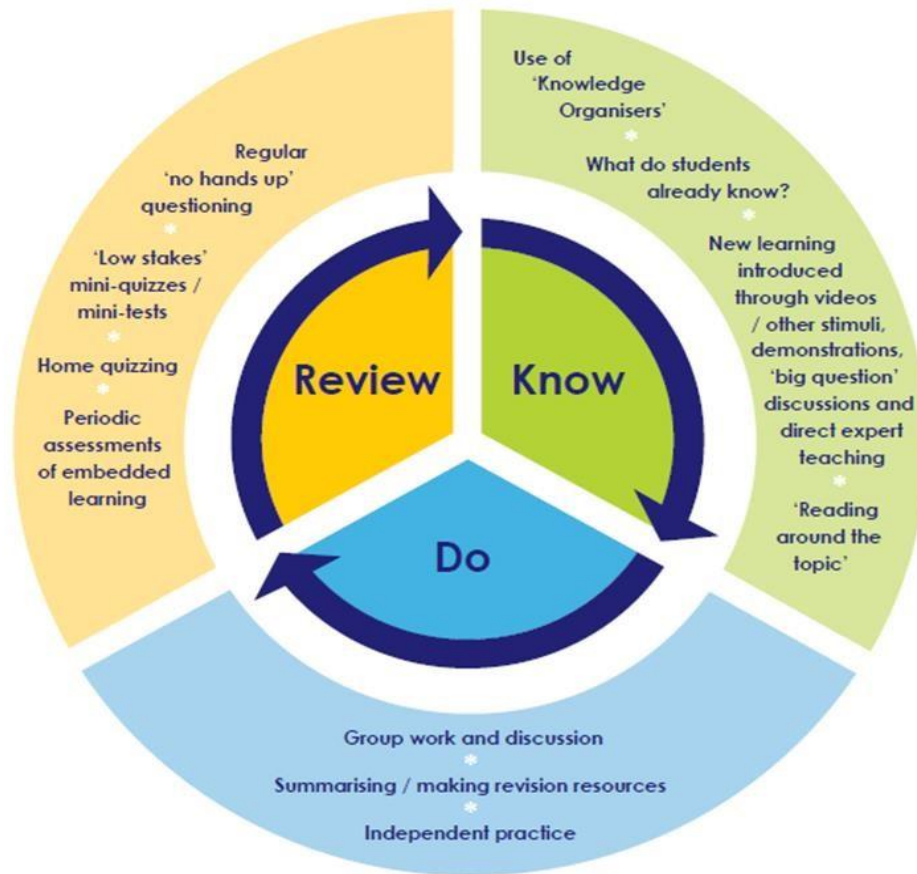 Know
Use of
‘Knowledge
Organisers’
*
What do students
already know?
*
New learning
introduced
through videos
/ other stimuli,
demonstrations,
‘big question’
discussions and
direct expert
teaching
*
‘Reading
around the
topic’
Do
Group work and discussion
*
Summarising / making revision resources
*
Independent practice
Review
Regular
‘no hands up’
questioning
*
‘Low stakes’
mini-quizzes /
mini-tests
*
Home quizzing
*
Periodic
assessments
of embedded
learning